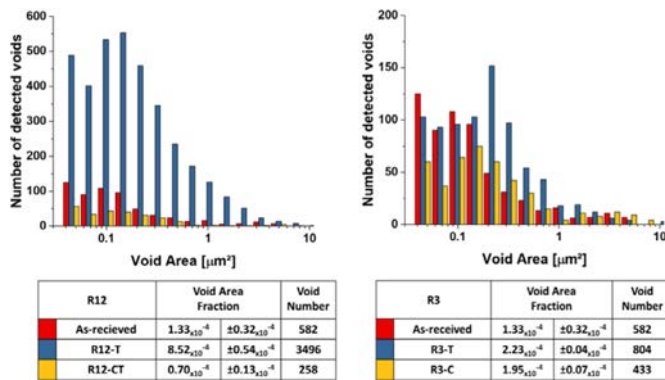 600
500
400
300
200
100
0
Number of detected voids
0.1 1 10
Void Area [µm²]
200
150
100
50
0
Number of detected voids
0.1 1 10
Void Area [µm²]
R12 Void Area Fraction Void Number
As-recieved 1.33x10⁻⁴ ±0.32x10⁻⁴ 582
R12-T 8.52x10⁻⁴ ±0.54x10⁻⁴ 3496
R12-CT 0.70x10⁻⁴ ±0.13x10⁻⁴ 258
R3 Void Area Fraction Void Number
As-received 1.33x10⁻⁴ ±0.32x10⁻⁴ 582
R3-T 2.23x10⁻⁴ ±0.04x10⁻⁴ 804
R3-C 1.95x10⁻⁴ ±0.07x10⁻⁴ 433